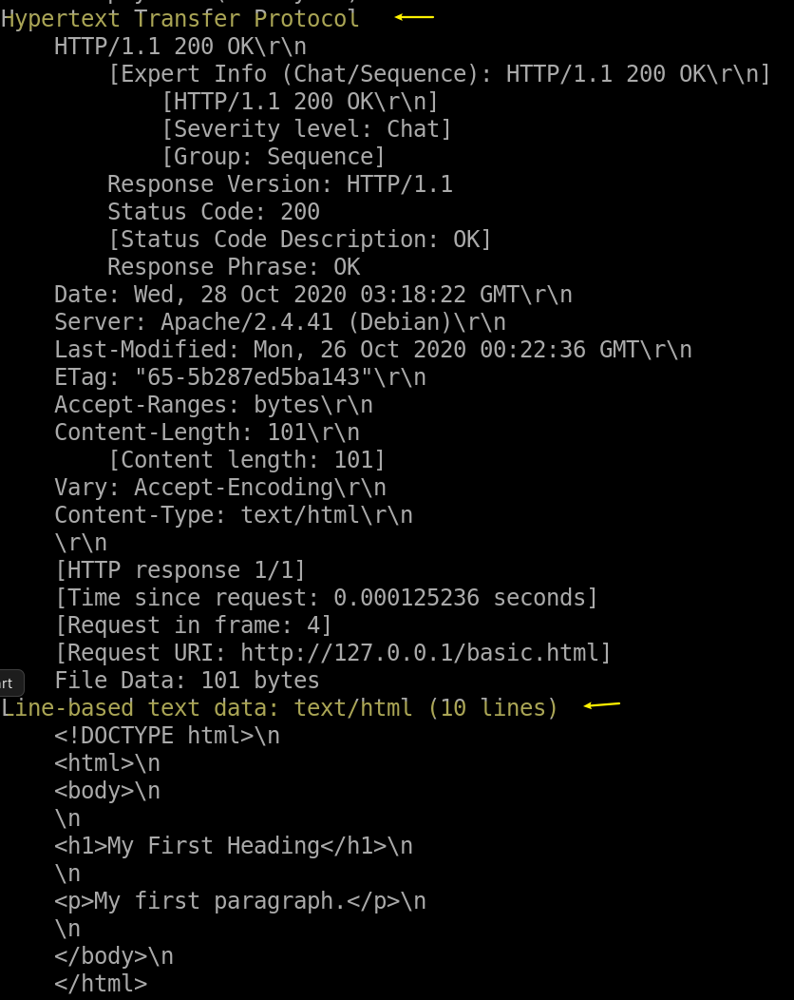 Hypertext Transfer Protocol
HTTP/1.1 200 OK\r\n
[Expert Info (Chat/Sequence): HTTP/1.1 200 OK\r\n]
[HTTP/1.1 200 OK\r\n]
[Severity level: Chat]
[Group: Sequence]
Response Version: HTTP/1.1
Status Code: 200
[Status Code Description: OK]
Response Phrase: OK
Date: Wed, 28 Oct 2020 03:18:22 GMT\r\n
Server: Apache/2.4.41 (Debian)\r\n
Last-Modified: Mon, 26 Oct 2020 00:22:36 GMT\r\n
ETag: "65-5b287ed5ba143"\r\n
Accept-Ranges: bytes\r\n
Content-Length: 101\r\n
[Content length: 101]
Vary: Accept-Encoding\r\n
Content-Type: text/html\r\n
\r\n
[HTTP response 1/1]
[Time since request: 0.000125236 seconds]
[Request in frame: 4]
[Request URI: http://127.0.0.1/basic.html]
File Data: 101 bytes
Line-based text data: text/html (10 lines)
<!DOCTYPE html>\n
<html>\n
<body>\n
\n
<h1>My First Heading</h1>\n
\n
<p>My first paragraph.</p>\n
\n
</body>\n
</html>